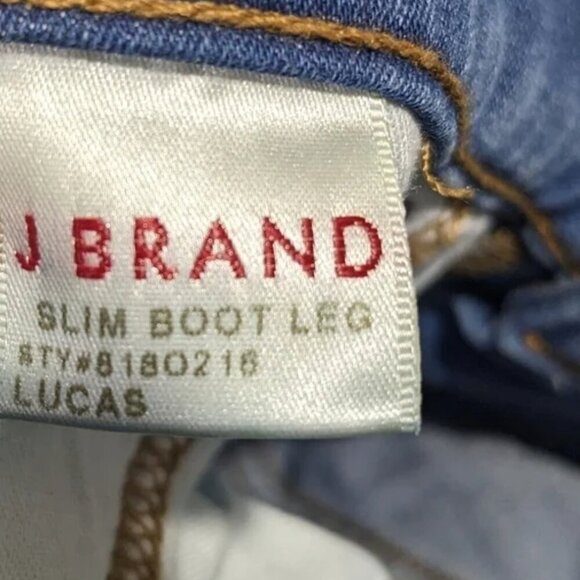 J BRAND
SLIM BOOT LEG
STY#8180216
LUCAS